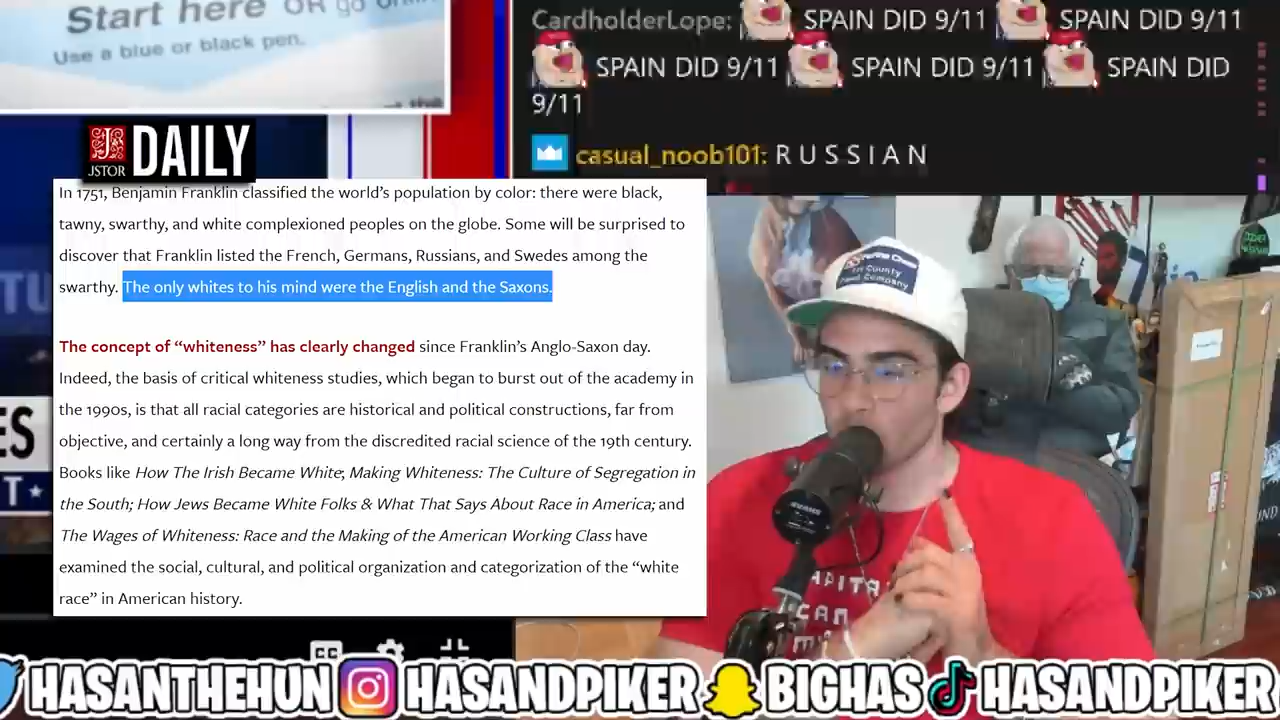 Start here OR go
Use a blue or black pen.
CardholderLope: SPAIN DID 9/11 SPAIN DID 9/11
SPAIN DID 9/11 SPAIN DID 9/11 SPAIN DID
9/11
casual_noob101: R U S S I A N
JSTOR DAILY
In 1751, Benjamin Franklin classified the world's population by color: there were black,
tawny, swarthy, and white complexioned peoples on the globe. Some will be surprised to
discover that Franklin listed the French, Germans, Russians, and Swedes among the
swarthy. The only whites to his mind were the English and the Saxons.
The concept of “whiteness” has clearly changed since Franklin's Anglo-Saxon day.
Indeed, the basis of critical whiteness studies, which began to burst out of the academy in
the 1990s, is that all racial categories are historical and political constructions, far from
objective, and certainly a long way from the discredited racial science of the 19th century.
Books like How The Irish Became White; Making Whiteness: The Culture of Segregation in
the South; How Jews Became White Folks & What That Says About Race in America; and
The Wages of Whiteness: Race and the Making of the American Working Class have
examined the social, cultural, and political organization and categorization of the “white
race” in American history.
ES
T
CC
HASANTHEHUN HASANDPIKER BIGHAS HASANDPIKER